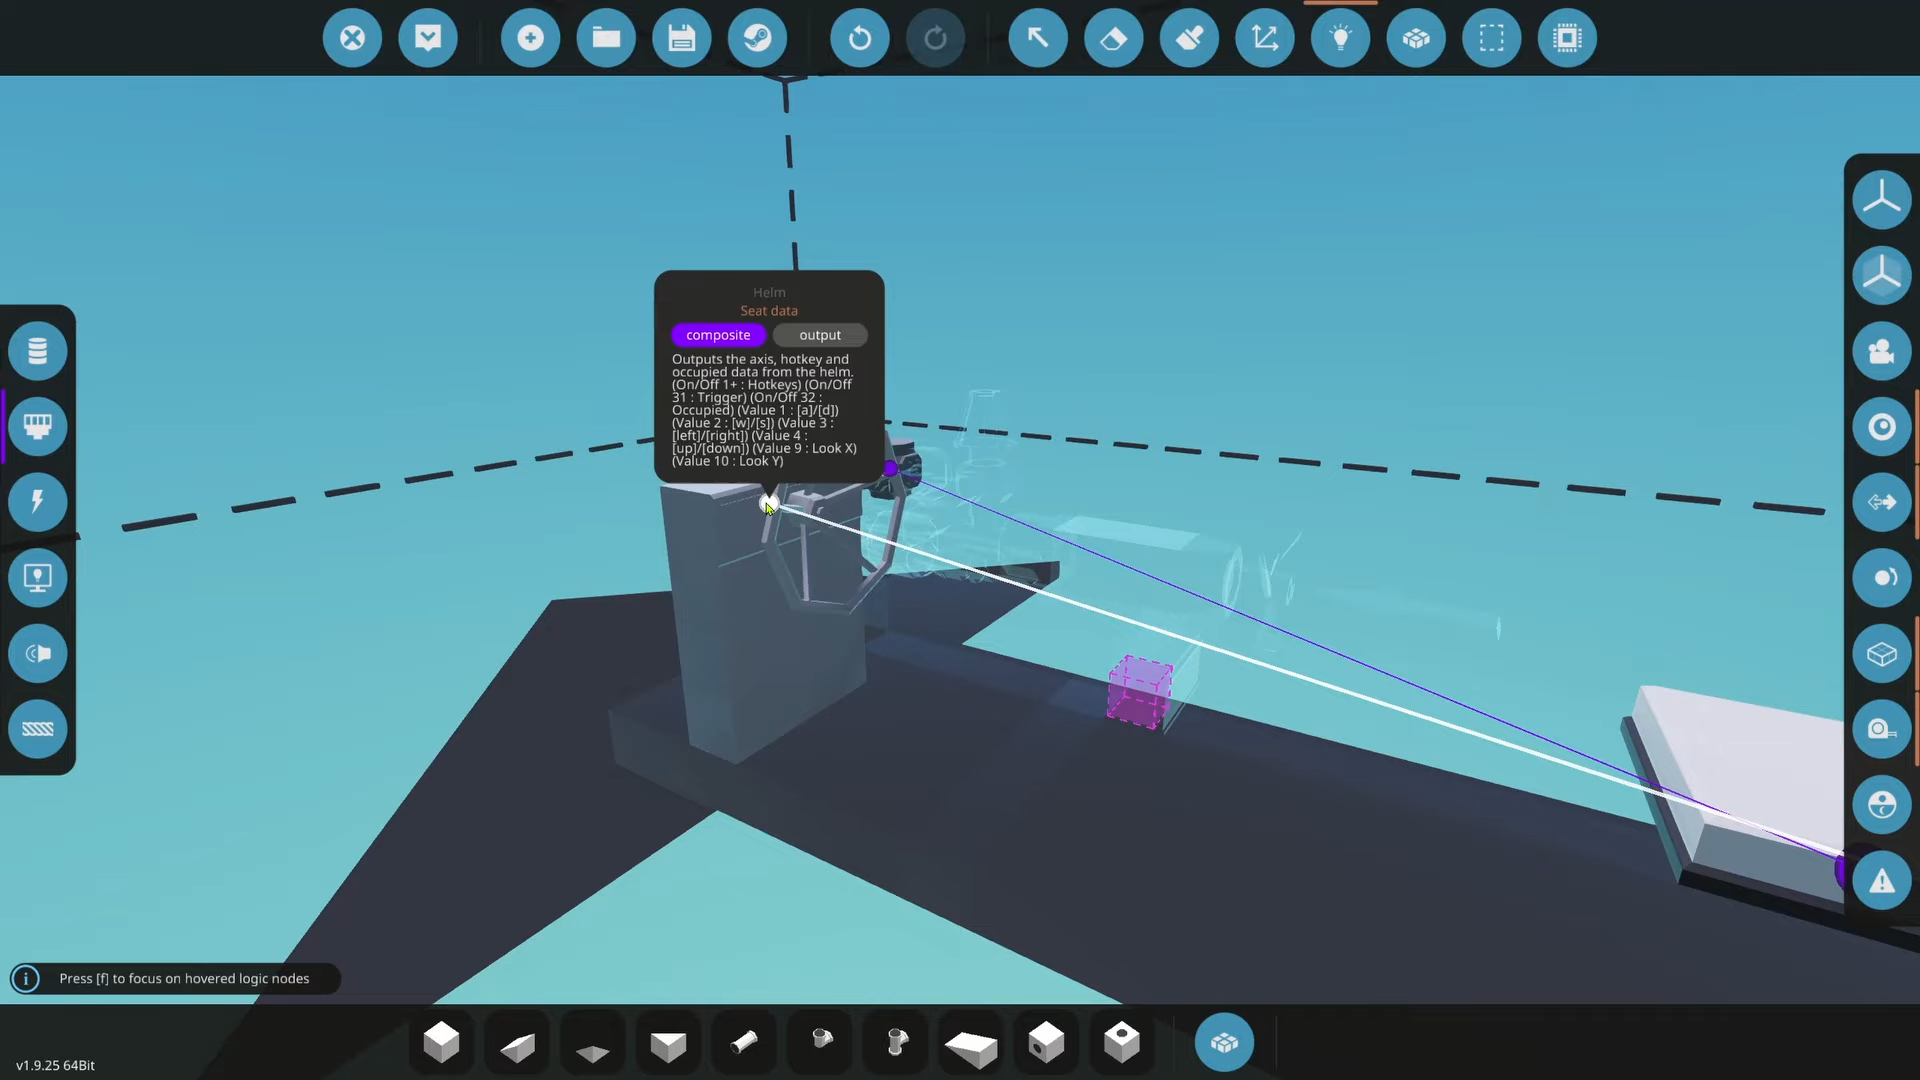 Helm
Seat data
composite
output
Outputs the axis, hotkey and
occupied data from the helm.
(On/Off 1+ : Hotkeys) (On/Off
31 : Trigger) (On/Off 32 :
Occupied) (Value 1 : [a]/[d])
(Value 2 : [w]/[s]) (Value 3 :
[left]/[right]) (Value 4 :
[up]/[down]) (Value 9 : Look X)
(Value 10 : Look Y)
Press [f] to focus on hovered logic nodes
v1.9.25 64Bit